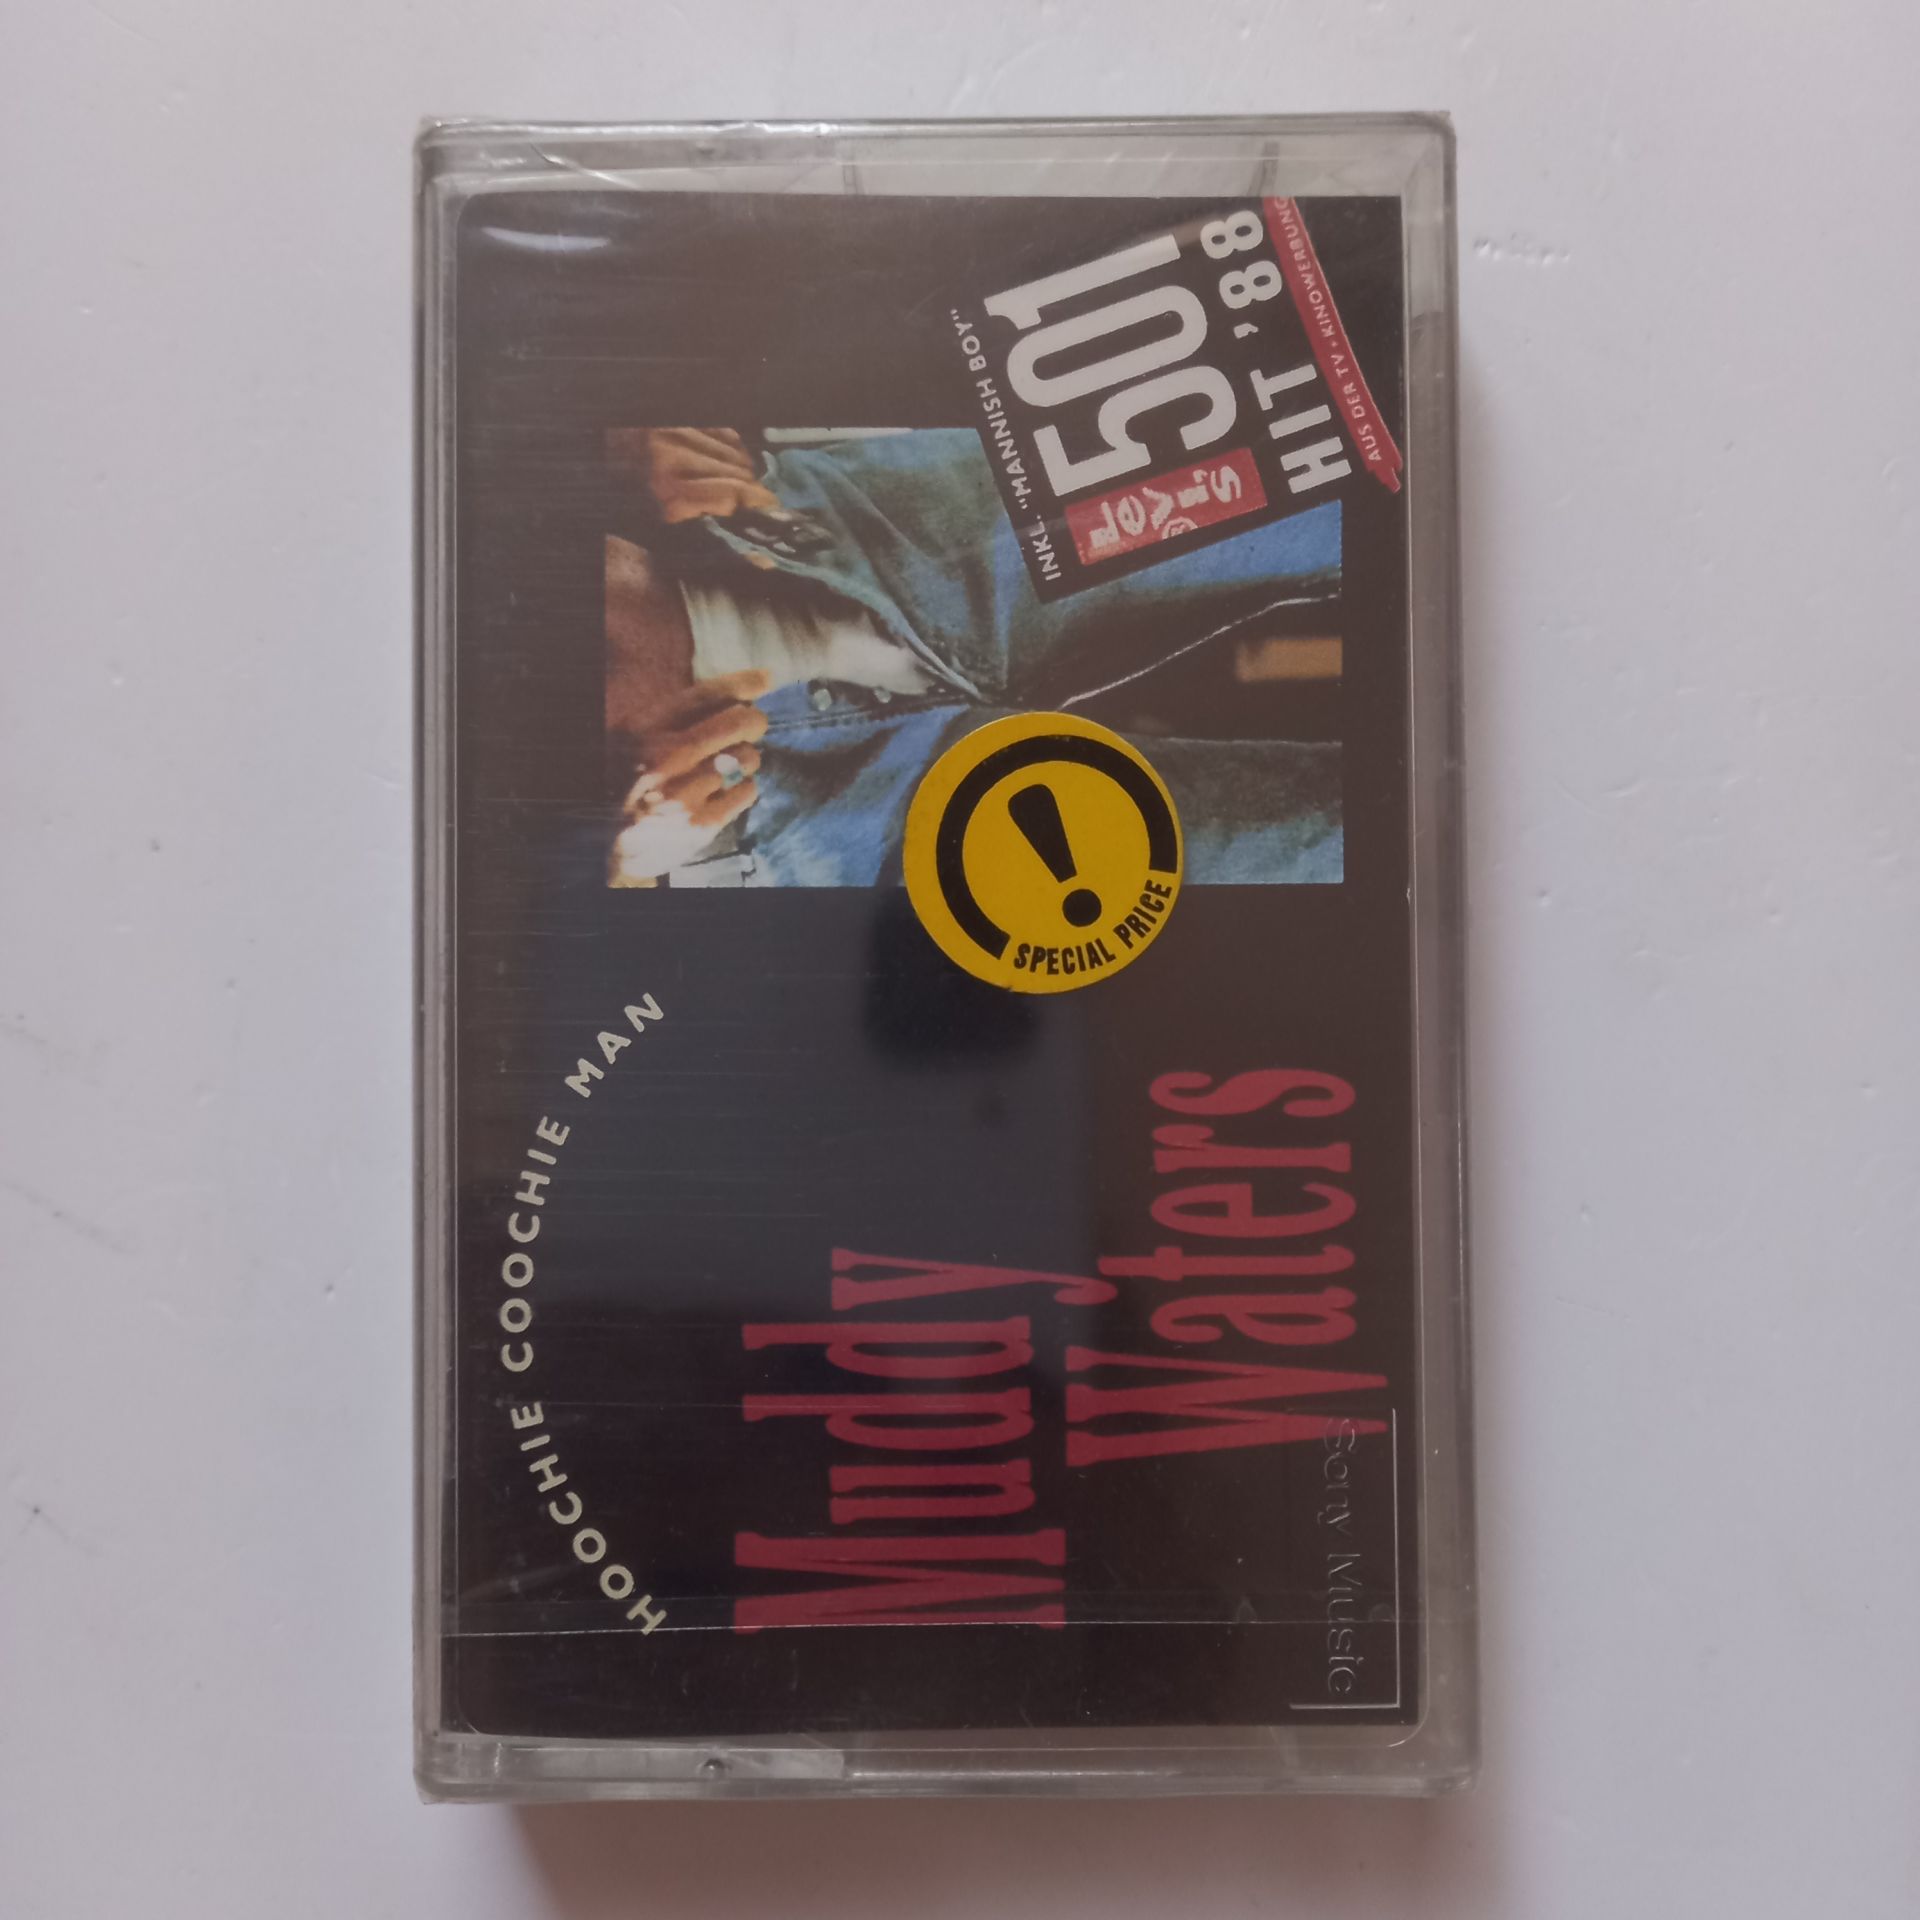 HOOCHIE COOCHIE MAN
Muddy
Waters
INKL. "MANNISH BOY"
Levi's®
501
HIT '88
AUS DER TV + KINOWERBUNG
SPECIAL PRICE
!
Sony Music